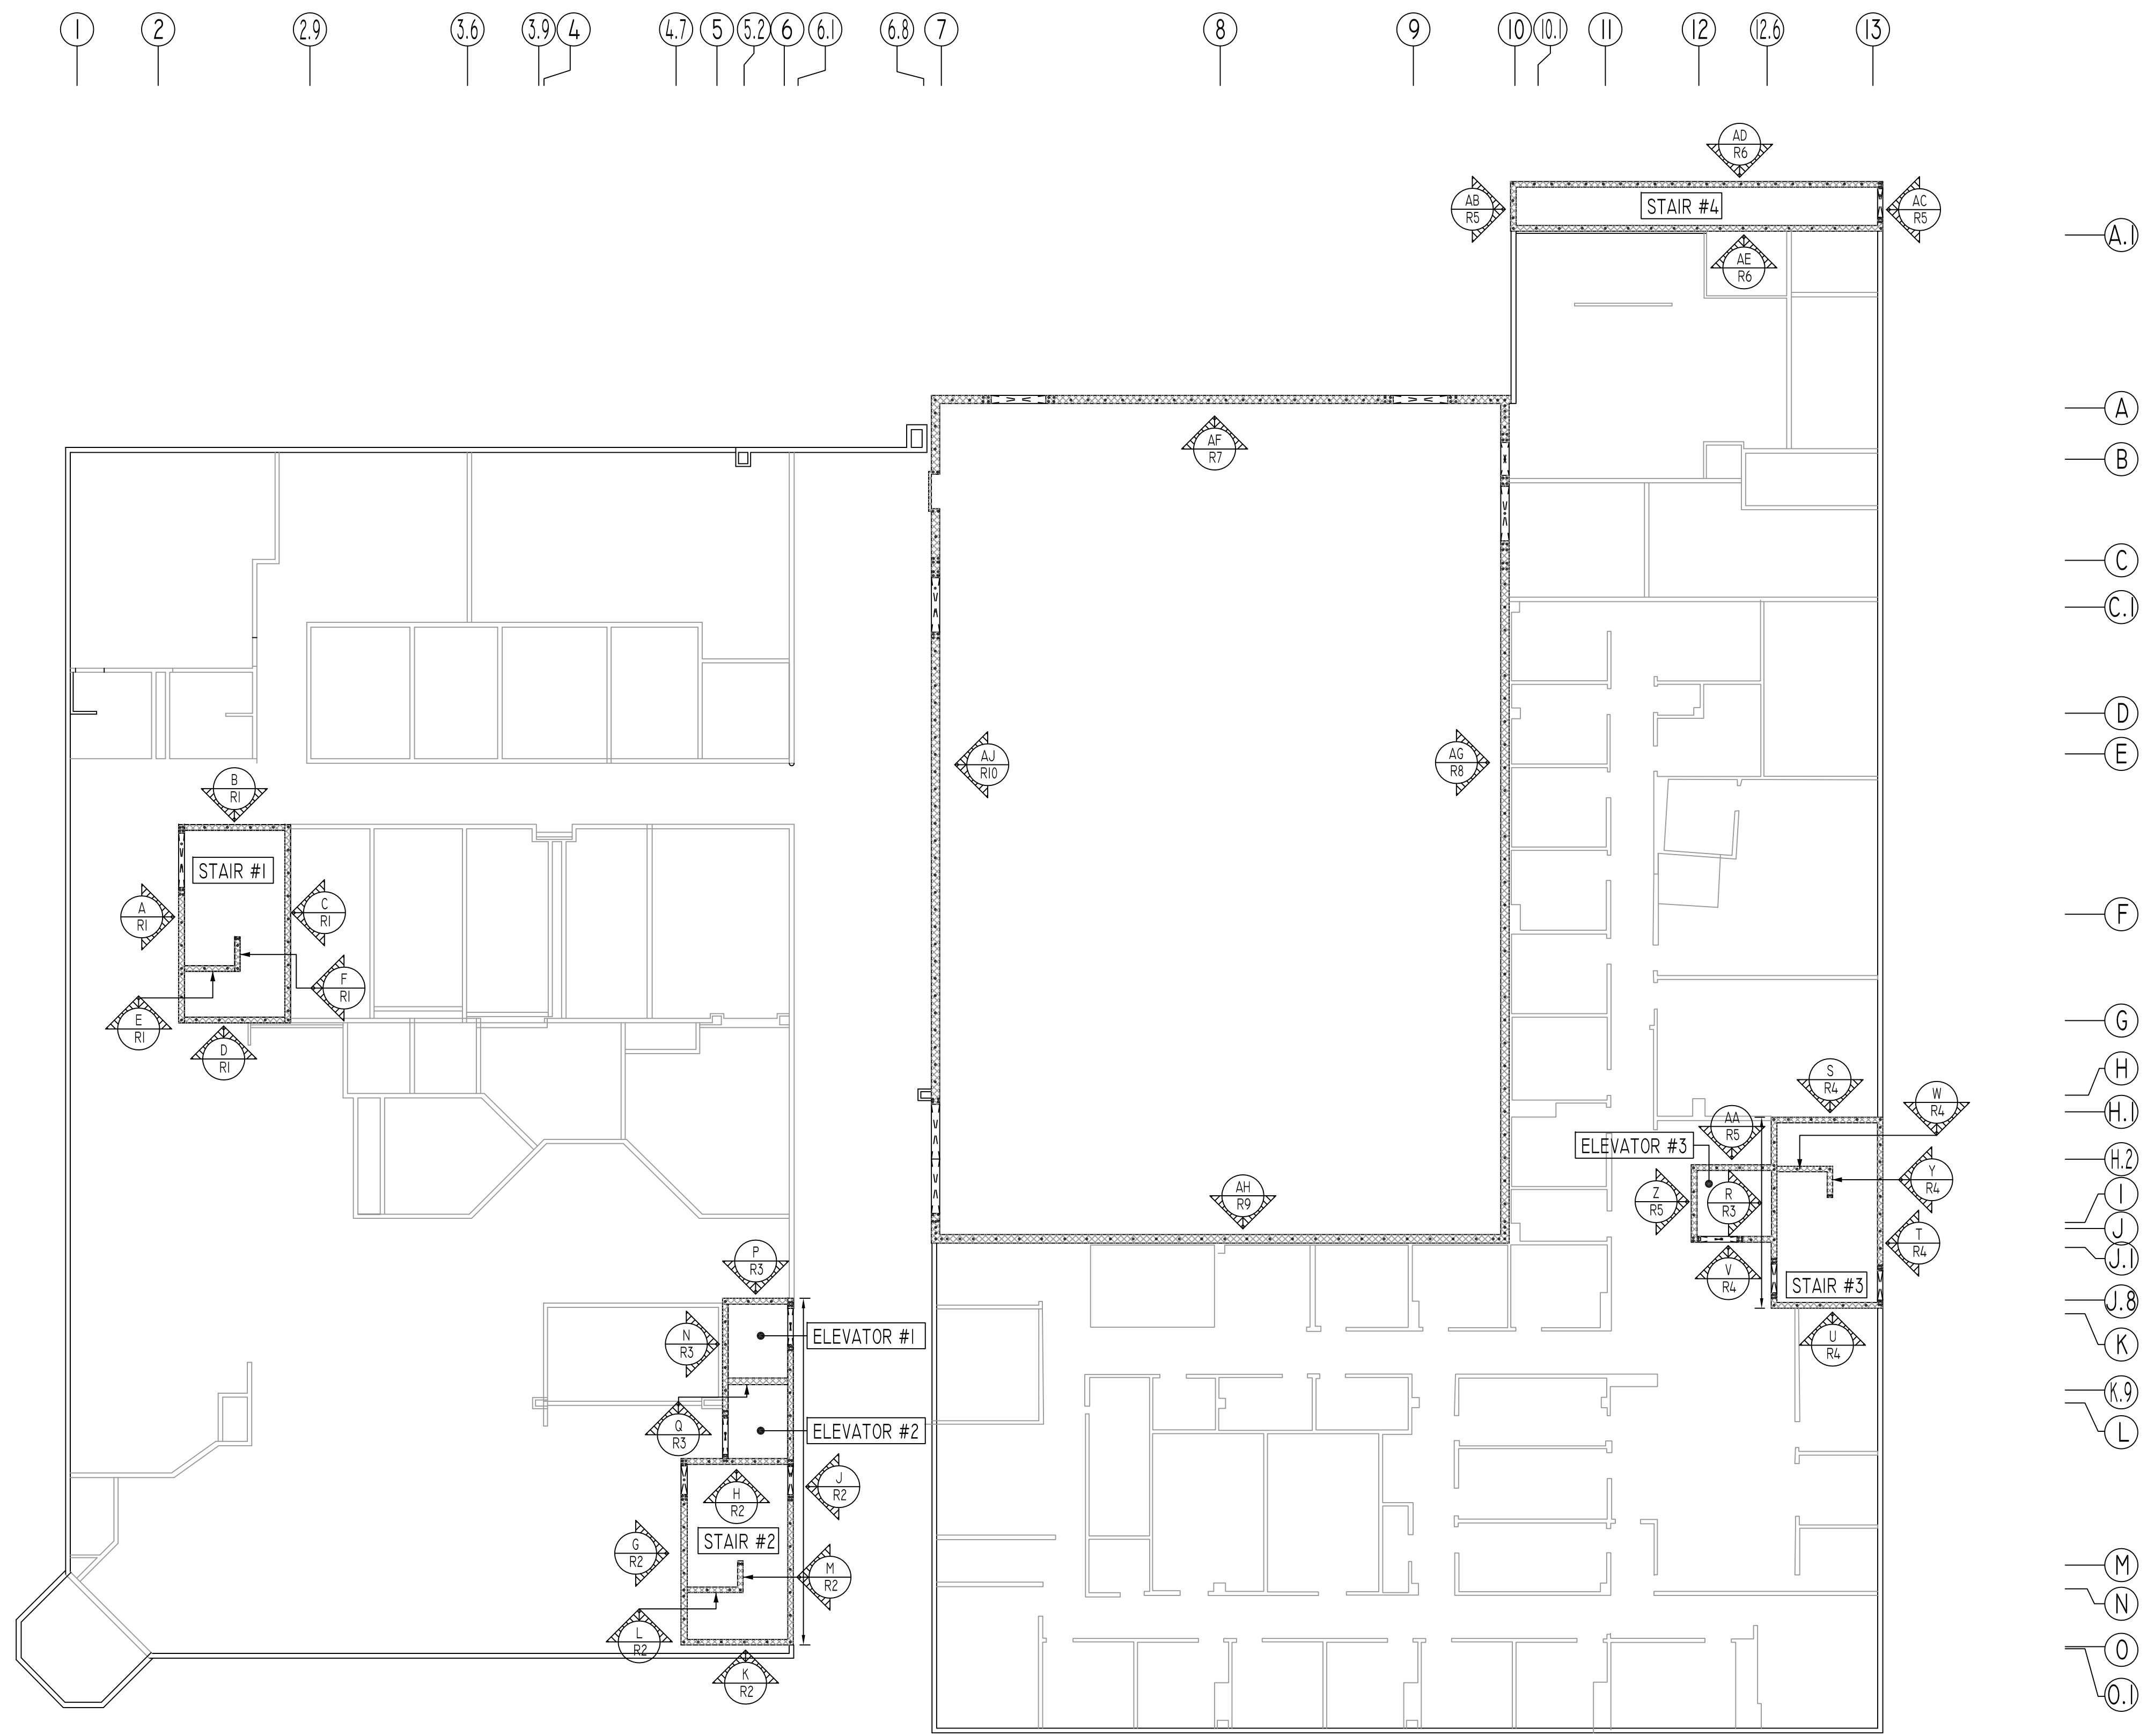 1 2 2.9 3.6 3.9 4 4.7 5 5.2 6 6.1 6.8 7 8 9 10 10.1 11 12 12.6 13
AD
R6
AB
R5
STAIR #4
AC
R5
A.1
AE
R6
A
AF
R7
B
C
C.1
D
AJ
R10
AG
R8
E
B
R1
STAIR #1
A
R1
C
R1
F
F
R1
E
R1
D
R1
G
H
S
R4
W
R4
H.1
AA
R5
ELEVATOR #3
H.2
Y
R4
Z
R5
R
R3
AH
R9
I
J
T
R4
J.1
P
R3
V
R4
STAIR #3
J.8
N
R3
ELEVATOR #1
U
R4
K
K.9
Q
R3
ELEVATOR #2
L
H
R2
J
R2
STAIR #2
G
R2
M
R2
M
N
L
R2
K
R2
O
O.1